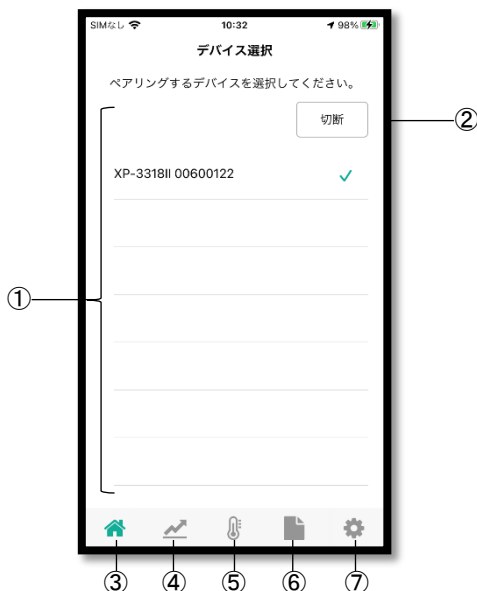 SIMなし 10:32 98%
デバイス選択
ペアリングするデバイスを選択してください。
切断
②
XP-3318II 00600122
①
③ ④ ⑤ ⑥ ⑦